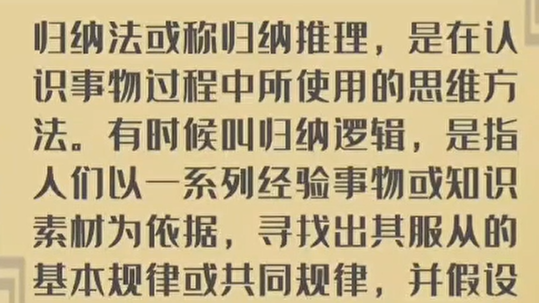 归纳法或称归纳推理，是在认
识事物过程中所使用的思维方
法。有时候叫归纳逻辑，是指
人们以一系列经验事物或知识
素材为依据，寻找出其服从的
基本规律或共同规律，并假设